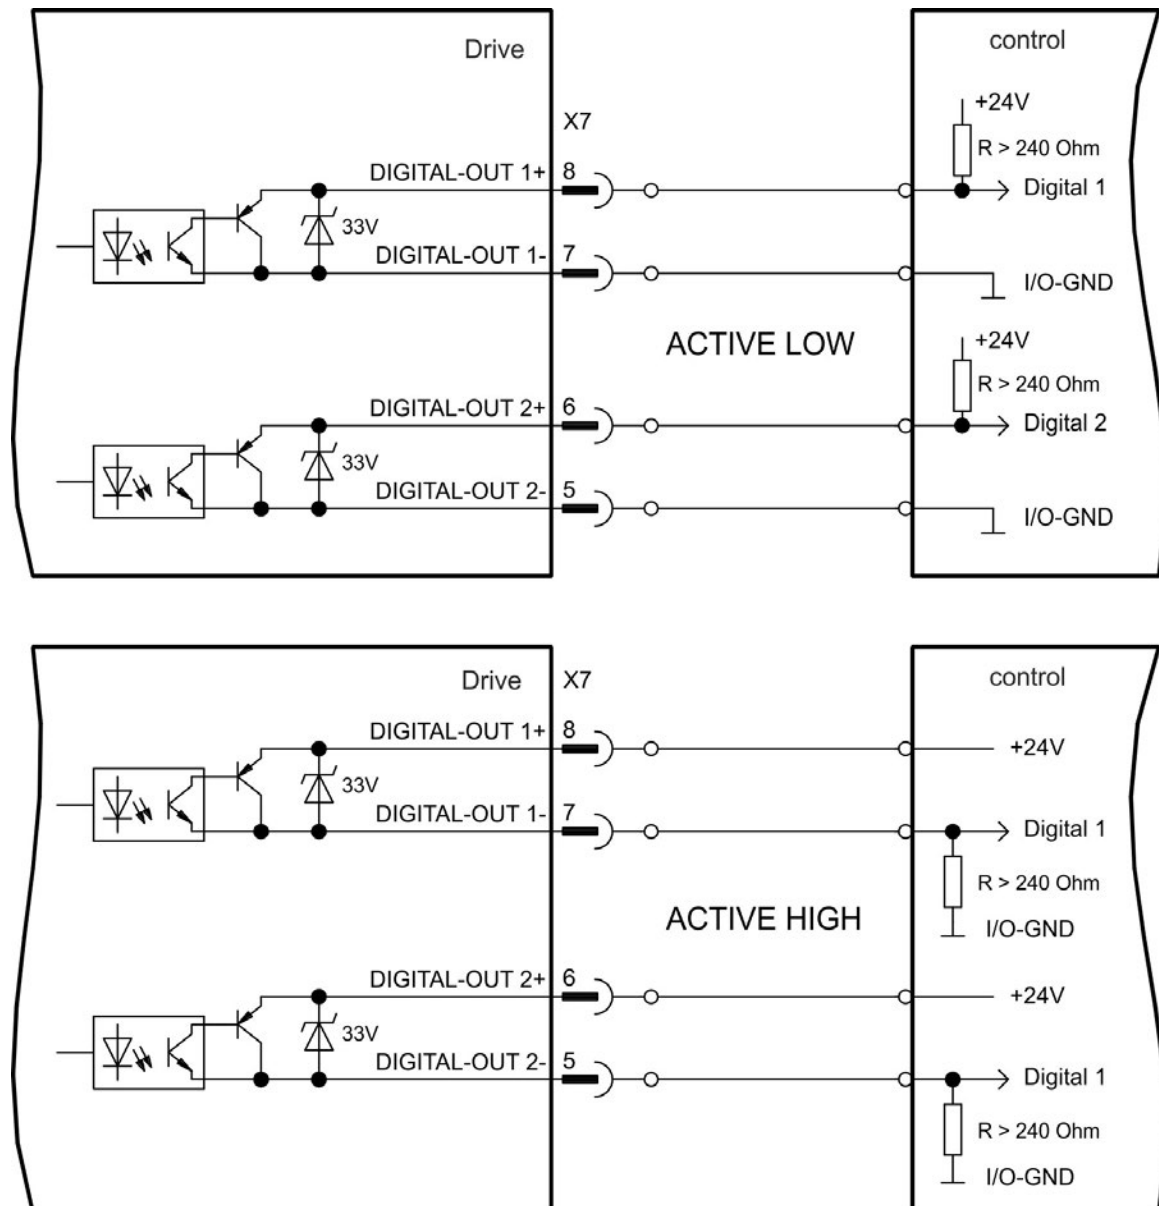 Drive
control
X7
+24V
R > 240 Ohm
DIGITAL-OUT 1+
8
Digital 1
33V
DIGITAL-OUT 1-
7
I/O-GND
ACTIVE LOW
+24V
R > 240 Ohm
DIGITAL-OUT 2+
6
Digital 2
33V
DIGITAL-OUT 2-
5
I/O-GND
Drive
X7
control
DIGITAL-OUT 1+
8
+24V
33V
DIGITAL-OUT 1-
7
Digital 1
R > 240 Ohm
ACTIVE HIGH
I/O-GND
DIGITAL-OUT 2+
6
+24V
33V
DIGITAL-OUT 2-
5
Digital 1
R > 240 Ohm
I/O-GND